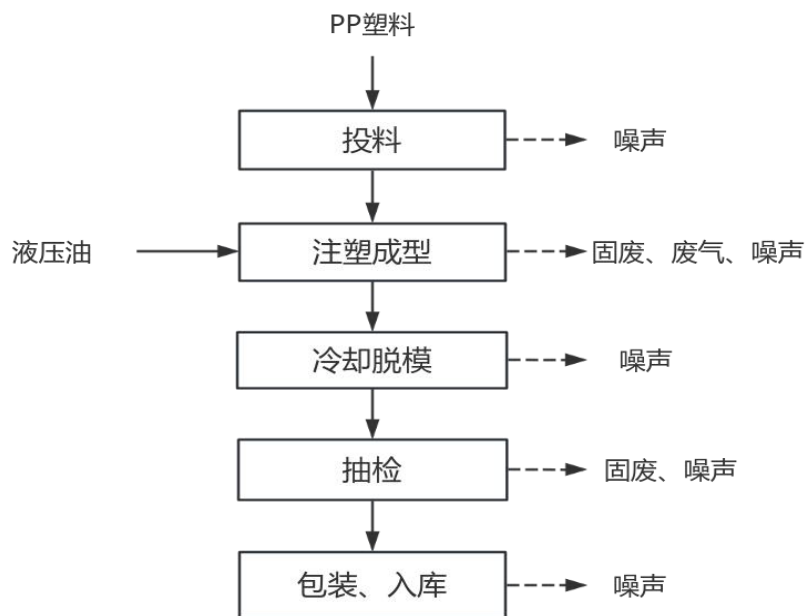 PP塑料
投料
噪声
液压油
注塑成型
固废、废气、噪声
冷却脱模
噪声
抽检
固废、噪声
包装、入库
噪声